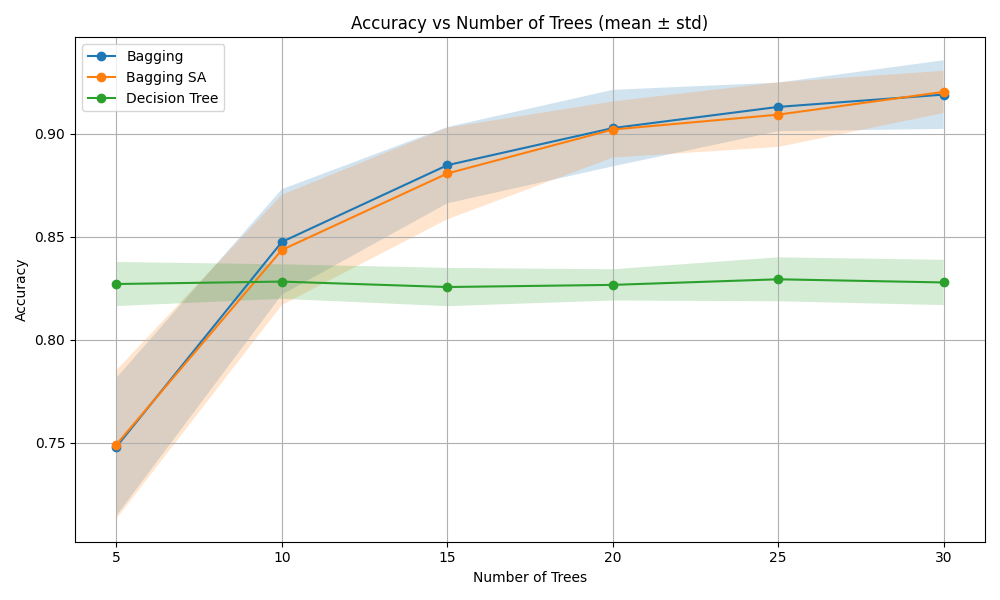 Accuracy vs Number of Trees (mean ± std)
Bagging
Bagging SA
Decision Tree
Accuracy
0.90
0.85
0.80
0.75
5 10 15 20 25 30
Number of Trees